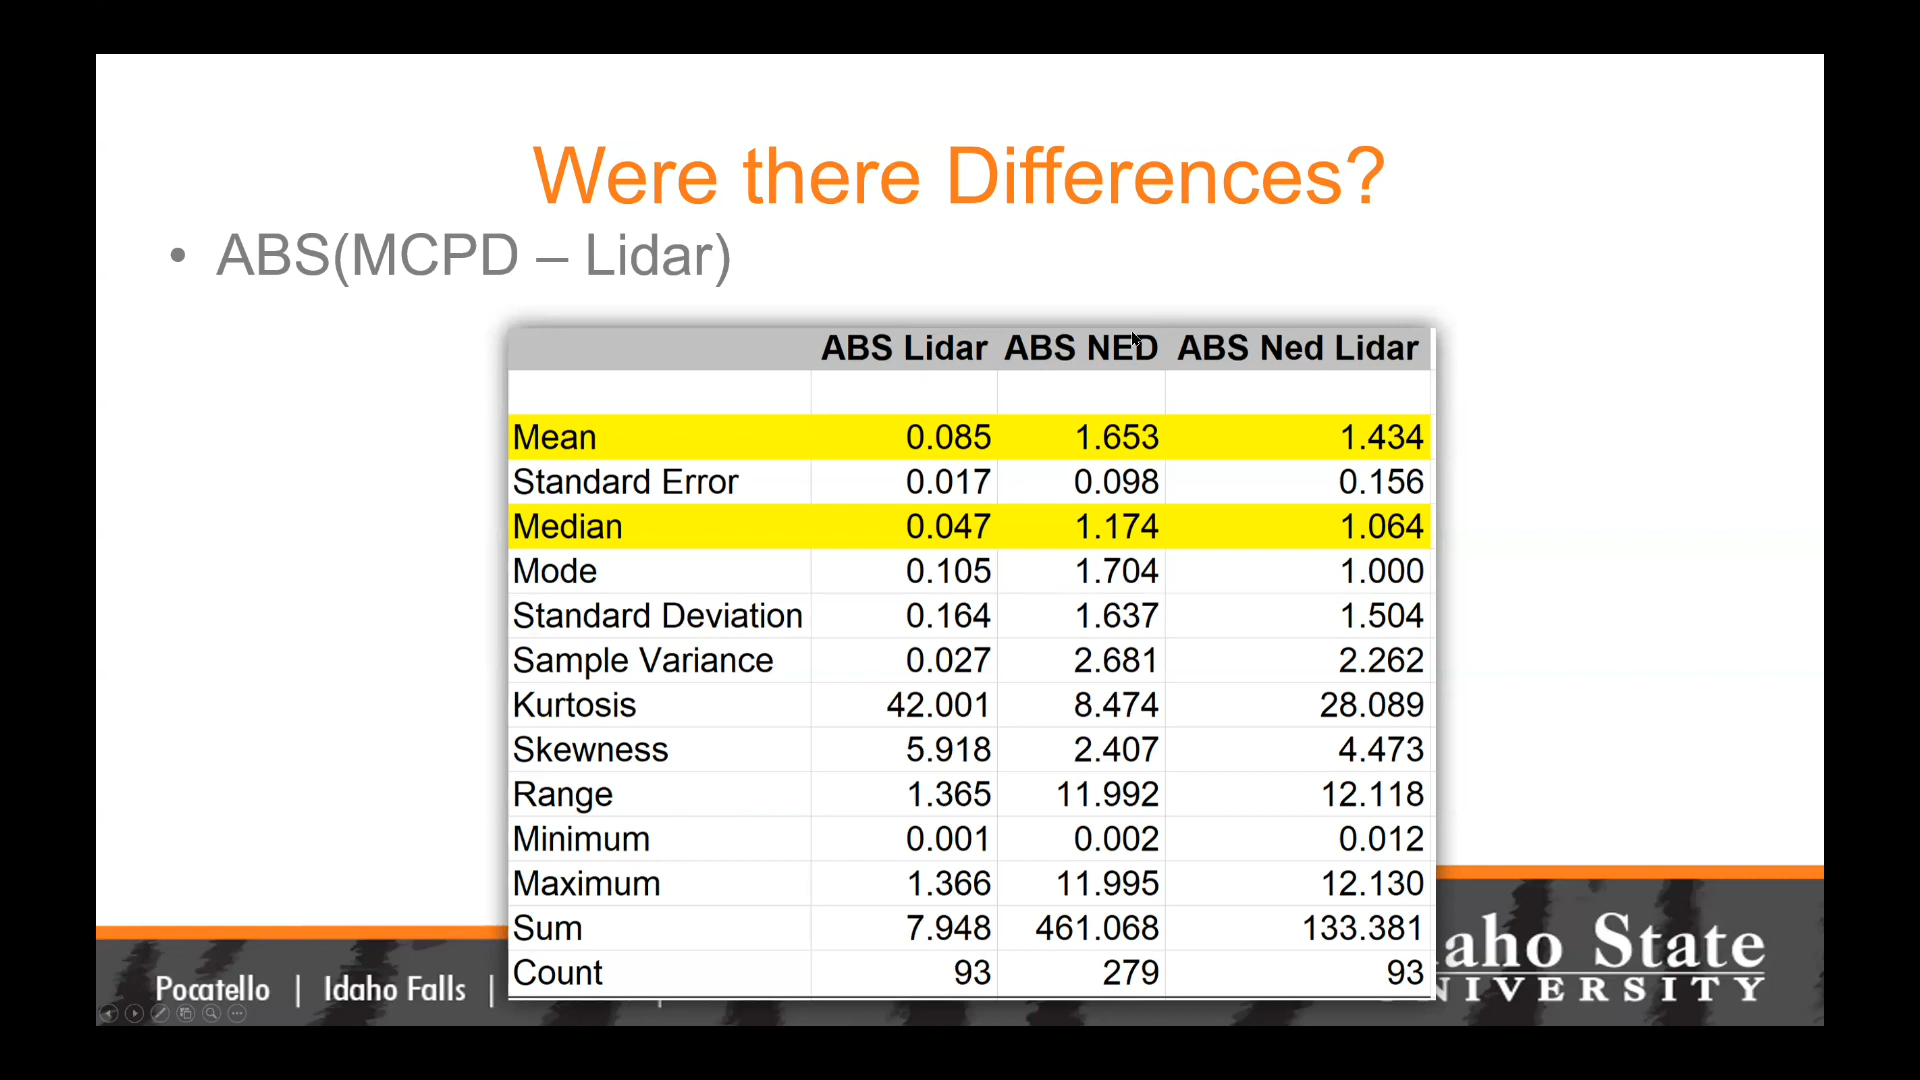 Were there Differences?
• ABS(MCPD – Lidar)
ABS Lidar ABS NED ABS Ned Lidar
Mean 0.085 1.653 1.434
Standard Error 0.017 0.098 0.156
Median 0.047 1.174 1.064
Mode 0.105 1.704 1.000
Standard Deviation 0.164 1.637 1.504
Sample Variance 0.027 2.681 2.262
Kurtosis 42.001 8.474 28.089
Skewness 5.918 2.407 4.473
Range 1.365 11.992 12.118
Minimum 0.001 0.002 0.012
Maximum 1.366 11.995 12.130
Sum 7.948 461.068 133.381
Count 93 279 93
Pocatello | Idaho Falls |
aho State
NIVERSITY